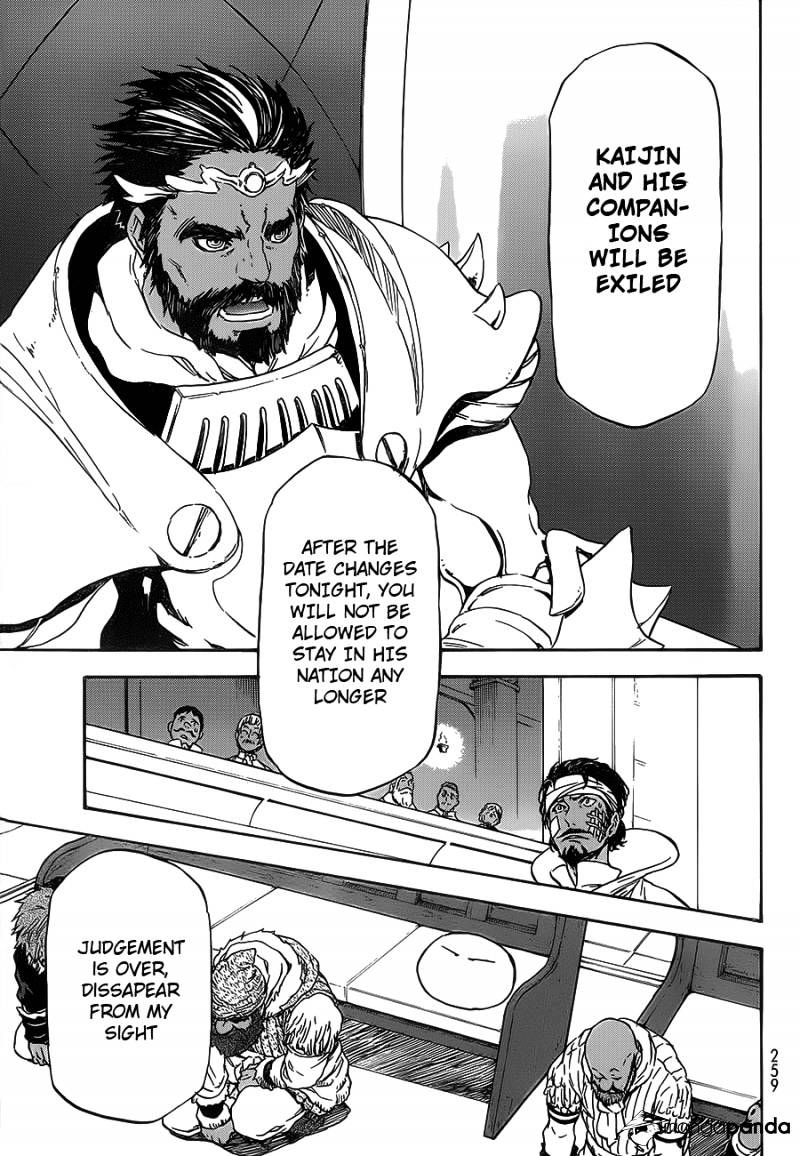 KAIJIN
AND HIS
COMPAN-
IONS
WILL BE
EXILED
AFTER THE
DATE CHANGES
TONIGHT, YOU
WILL NOT BE
ALLOWED TO
STAY IN HIS
NATION ANY
LONGER
JUDGEMENT
IS OVER,
DISSAPEAR
FROM MY
SIGHT
259
mangapanda